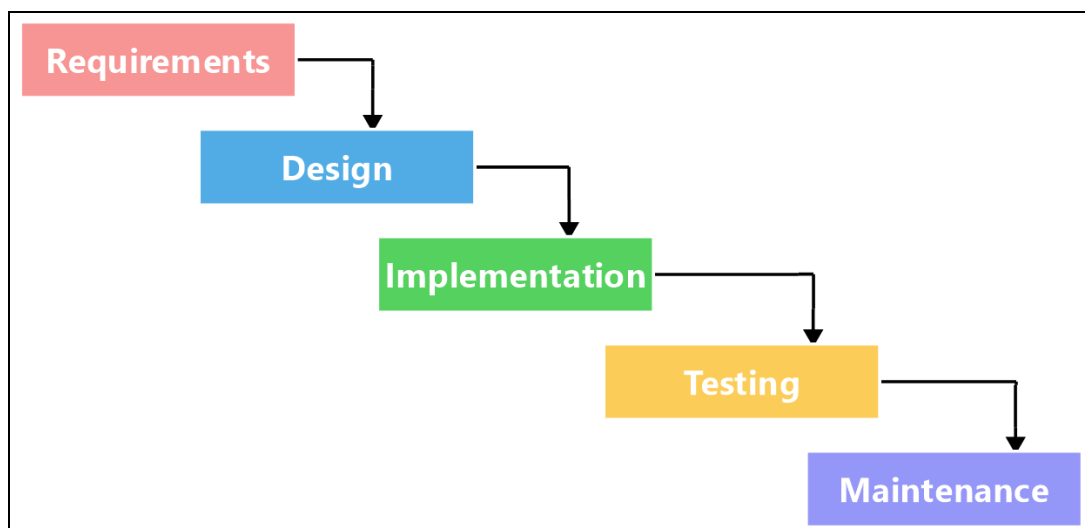 Requirements
Design
Implementation
Testing
Maintenance